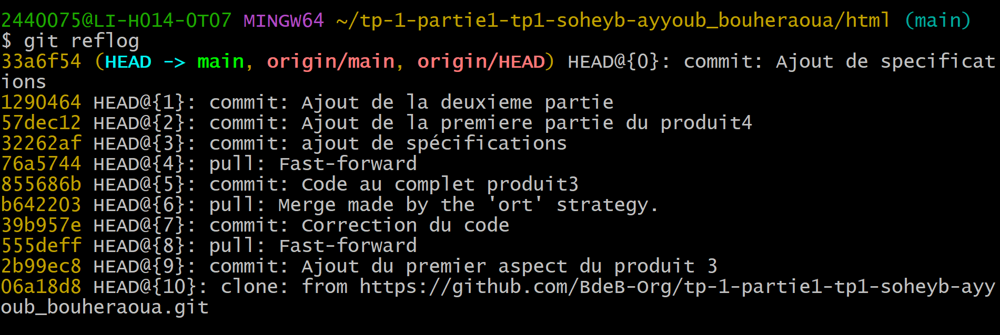 2440075@LI-H014-0T07 MINGW64 ~/tp-1-partie1-tp1-soheyb-ayyoub_bouheraoua/html (main)
$ git reflog
33a6f54 (HEAD -> main, origin/main, origin/HEAD) HEAD@{0}: commit: Ajout de specificat
ions
1290464 HEAD@{1}: commit: Ajout de la deuxieme partie
57dec12 HEAD@{2}: commit: Ajout de la premiere partie du produit4
32262af HEAD@{3}: commit: ajout de spécifications
76a5744 HEAD@{4}: pull: Fast-forward
855686b HEAD@{5}: commit: Code au complet produit3
b642203 HEAD@{6}: pull: Merge made by the 'ort' strategy.
39b957e HEAD@{7}: commit: Correction du code
555deff HEAD@{8}: pull: Fast-forward
2b99ec8 HEAD@{9}: commit: Ajout du premier aspect du produit 3
06a18d8 HEAD@{10}: clone: from https://github.com/BdeB-Org/tp-1-partie1-tp1-soheyb-ayy
oub_bouheraoua.git